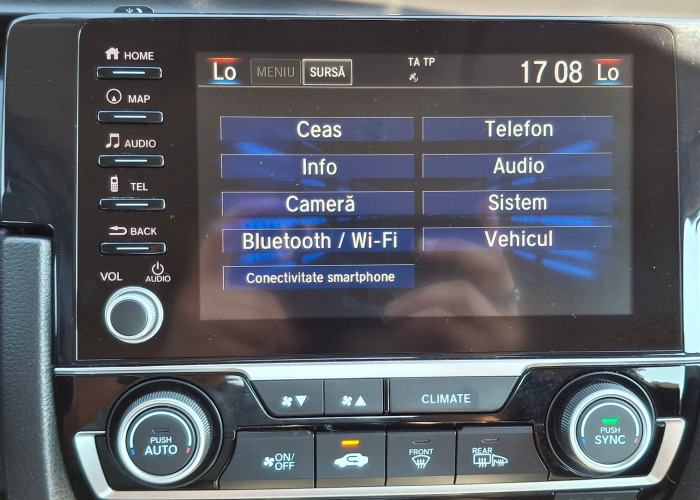 HOME
MAP
AUDIO
TEL
BACK
VOL
AUDIO
Lo MENIU SURSĂ TA TP 17 08 Lo
Ceas Telefon
Info Audio
Cameră Sistem
Bluetooth / Wi-Fi Vehicul
Conectivitate smartphone
CLIMATE
PUSH
AUTO
ON/
OFF
FRONT
REAR
PUSH
SYNC